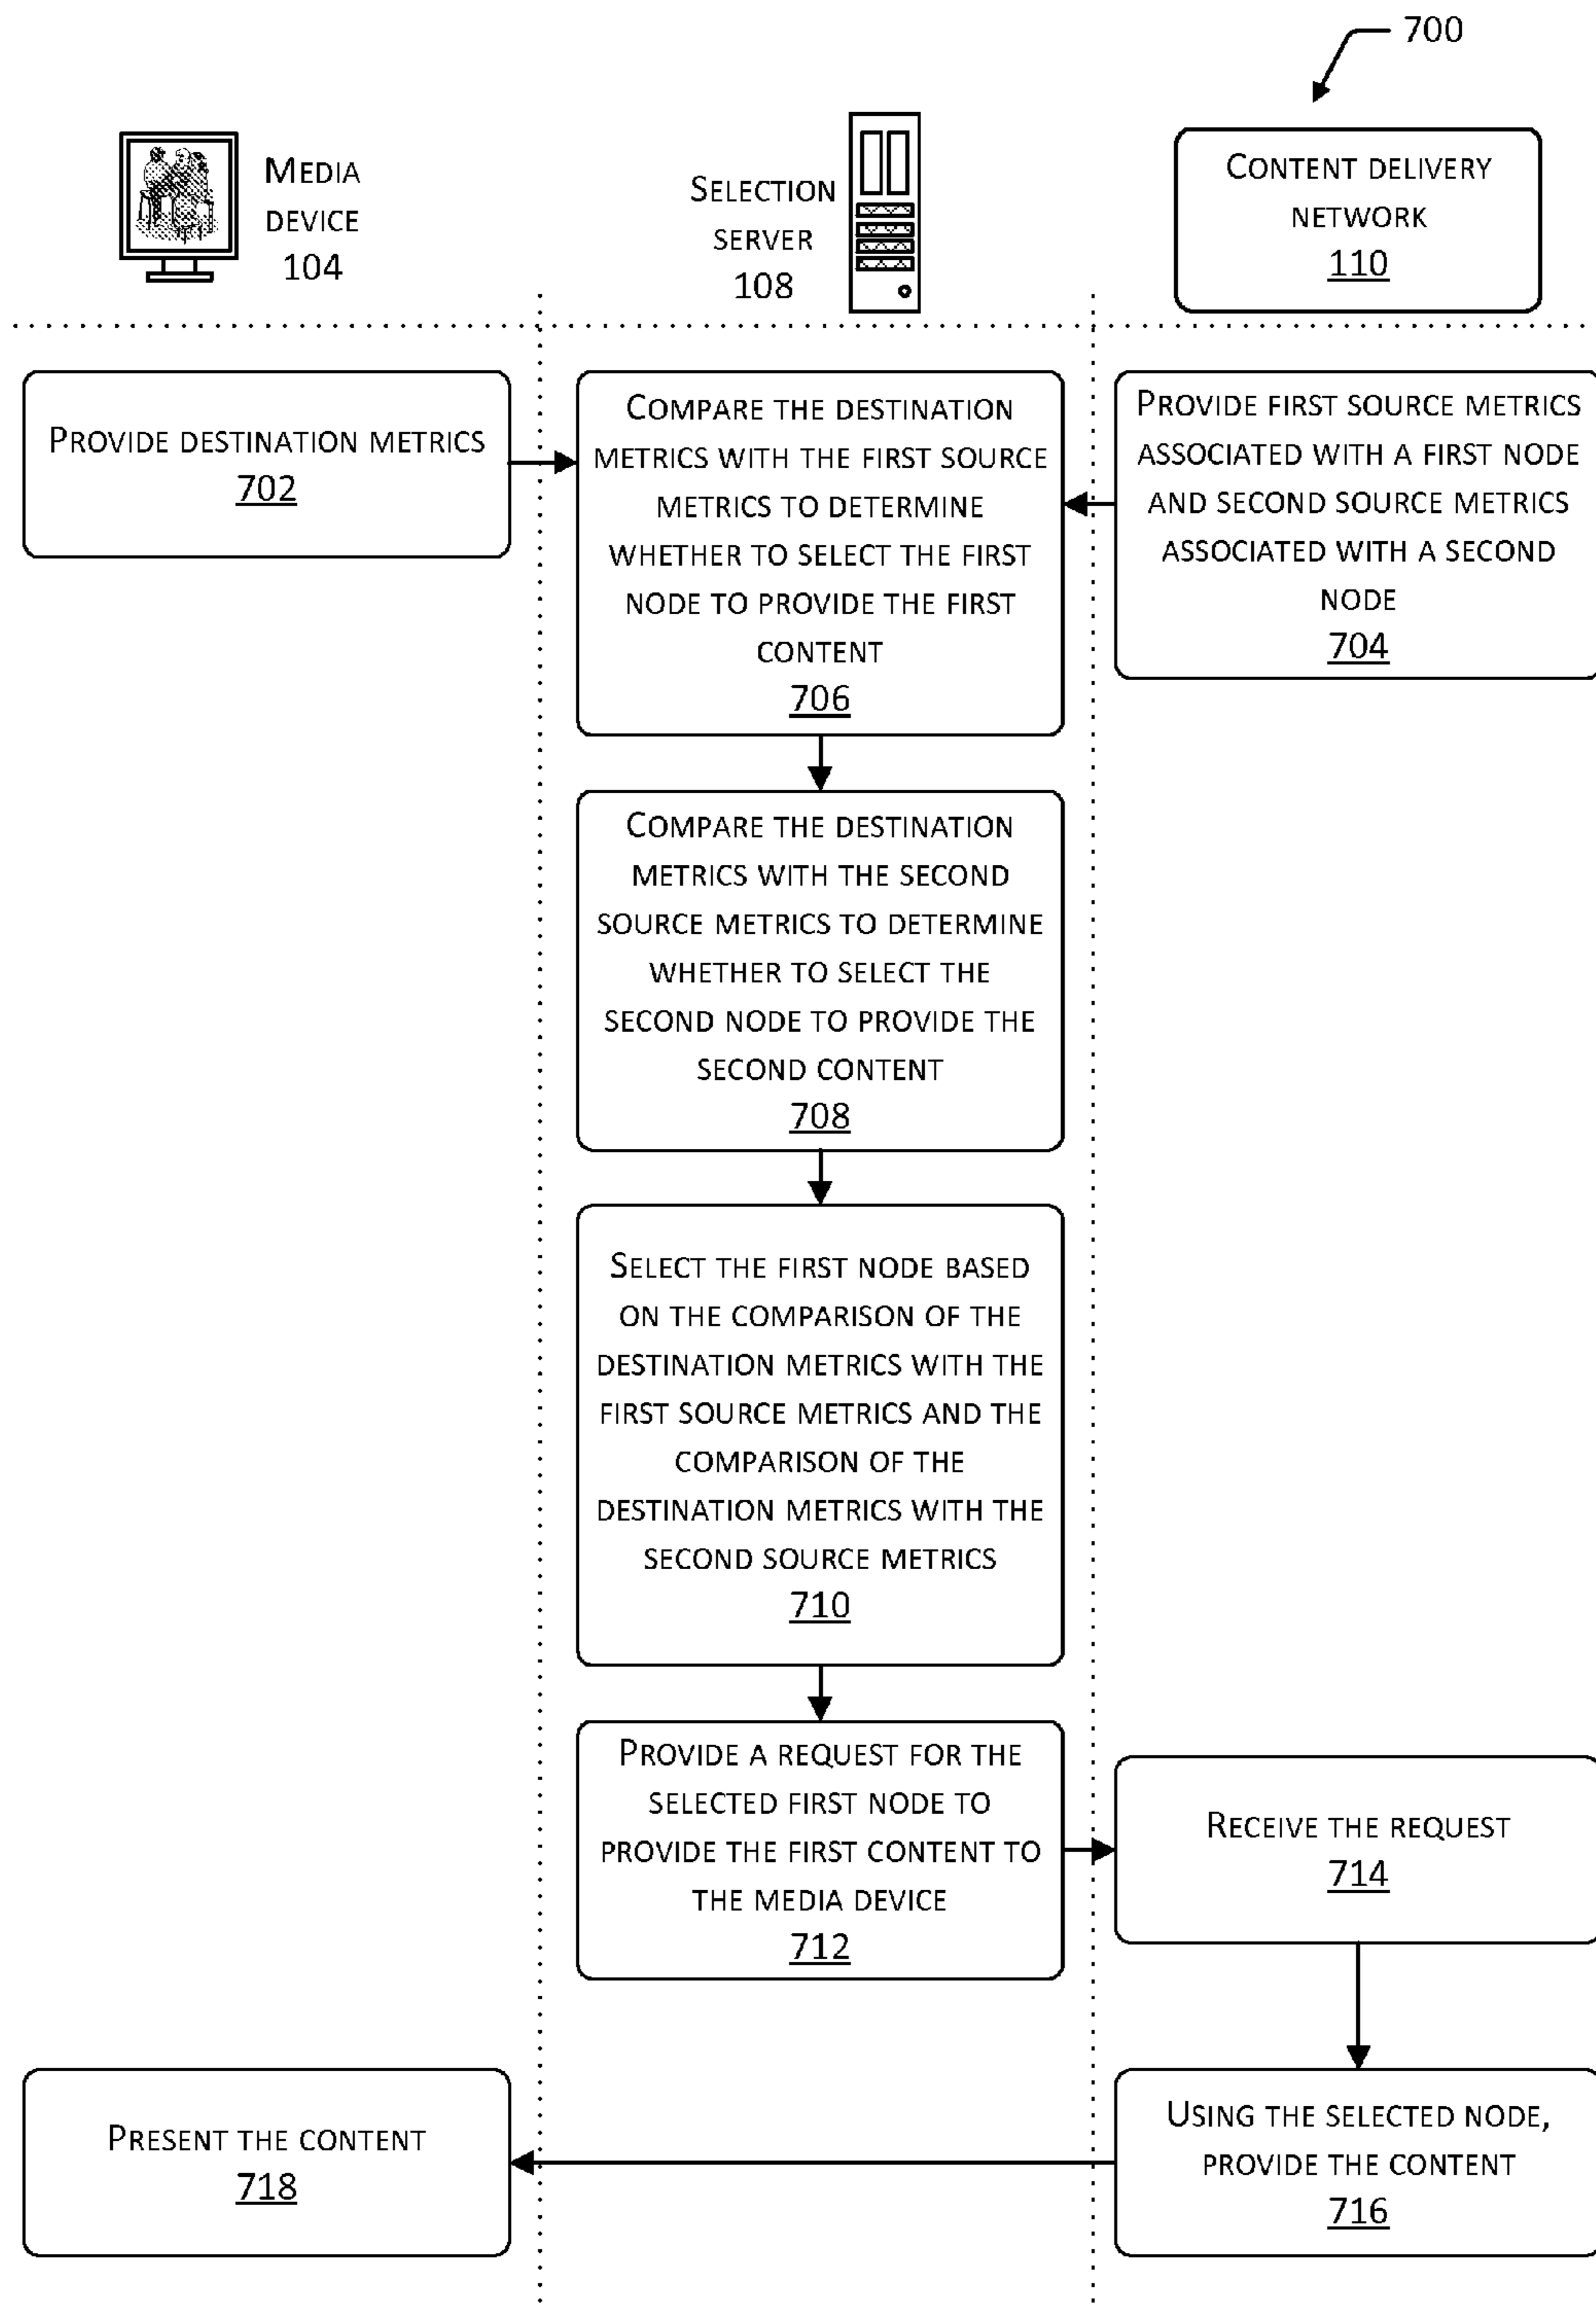 700
MEDIA
DEVICE
104
SELECTION
SERVER
108
CONTENT DELIVERY
NETWORK
110
PROVIDE DESTINATION METRICS
702
COMPARE THE DESTINATION
METRICS WITH THE FIRST SOURCE
METRICS TO DETERMINE
WHETHER TO SELECT THE FIRST
NODE TO PROVIDE THE FIRST
CONTENT
706
PROVIDE FIRST SOURCE METRICS
ASSOCIATED WITH A FIRST NODE
AND SECOND SOURCE METRICS
ASSOCIATED WITH A SECOND
NODE
704
COMPARE THE DESTINATION
METRICS WITH THE SECOND
SOURCE METRICS TO DETERMINE
WHETHER TO SELECT THE
SECOND NODE TO PROVIDE THE
SECOND CONTENT
708
SELECT THE FIRST NODE BASED
ON THE COMPARISON OF THE
DESTINATION METRICS WITH THE
FIRST SOURCE METRICS AND THE
COMPARISON OF THE
DESTINATION METRICS WITH THE
SECOND SOURCE METRICS
710
PROVIDE A REQUEST FOR THE
SELECTED FIRST NODE TO
PROVIDE THE FIRST CONTENT TO
THE MEDIA DEVICE
712
RECEIVE THE REQUEST
714
PRESENT THE CONTENT
718
USING THE SELECTED NODE,
PROVIDE THE CONTENT
716